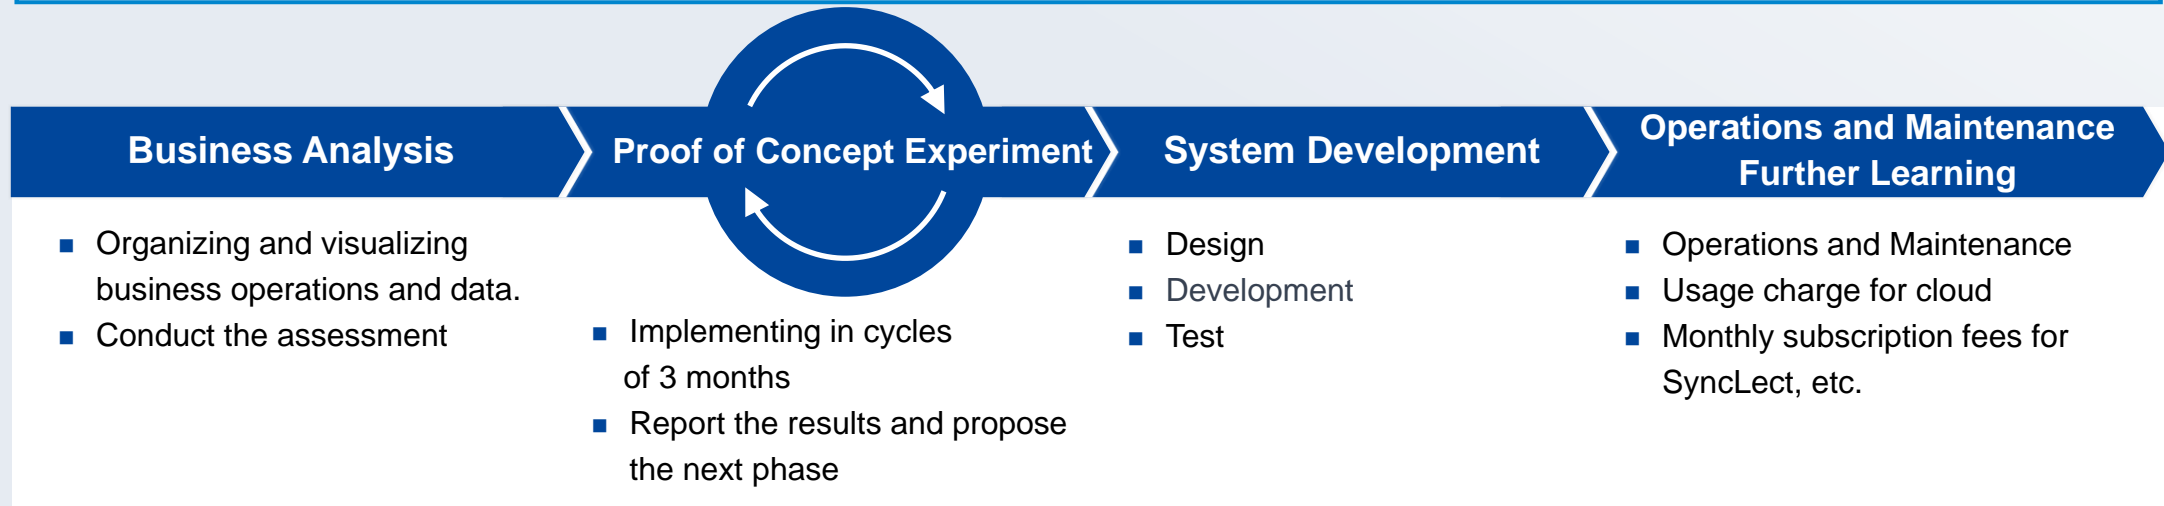 Business Analysis
Organizing and visualizing
business operations and data.
Conduct the assessment
Proof of Concept Experiment
Implementing in cycles
of 3 months
Report the results and propose
the next phase
System Development
Design
Development
Test
Operations and Maintenance
Further Learning
Operations and Maintenance
Usage charge for cloud
Monthly subscription fees for
SyncLect, etc.